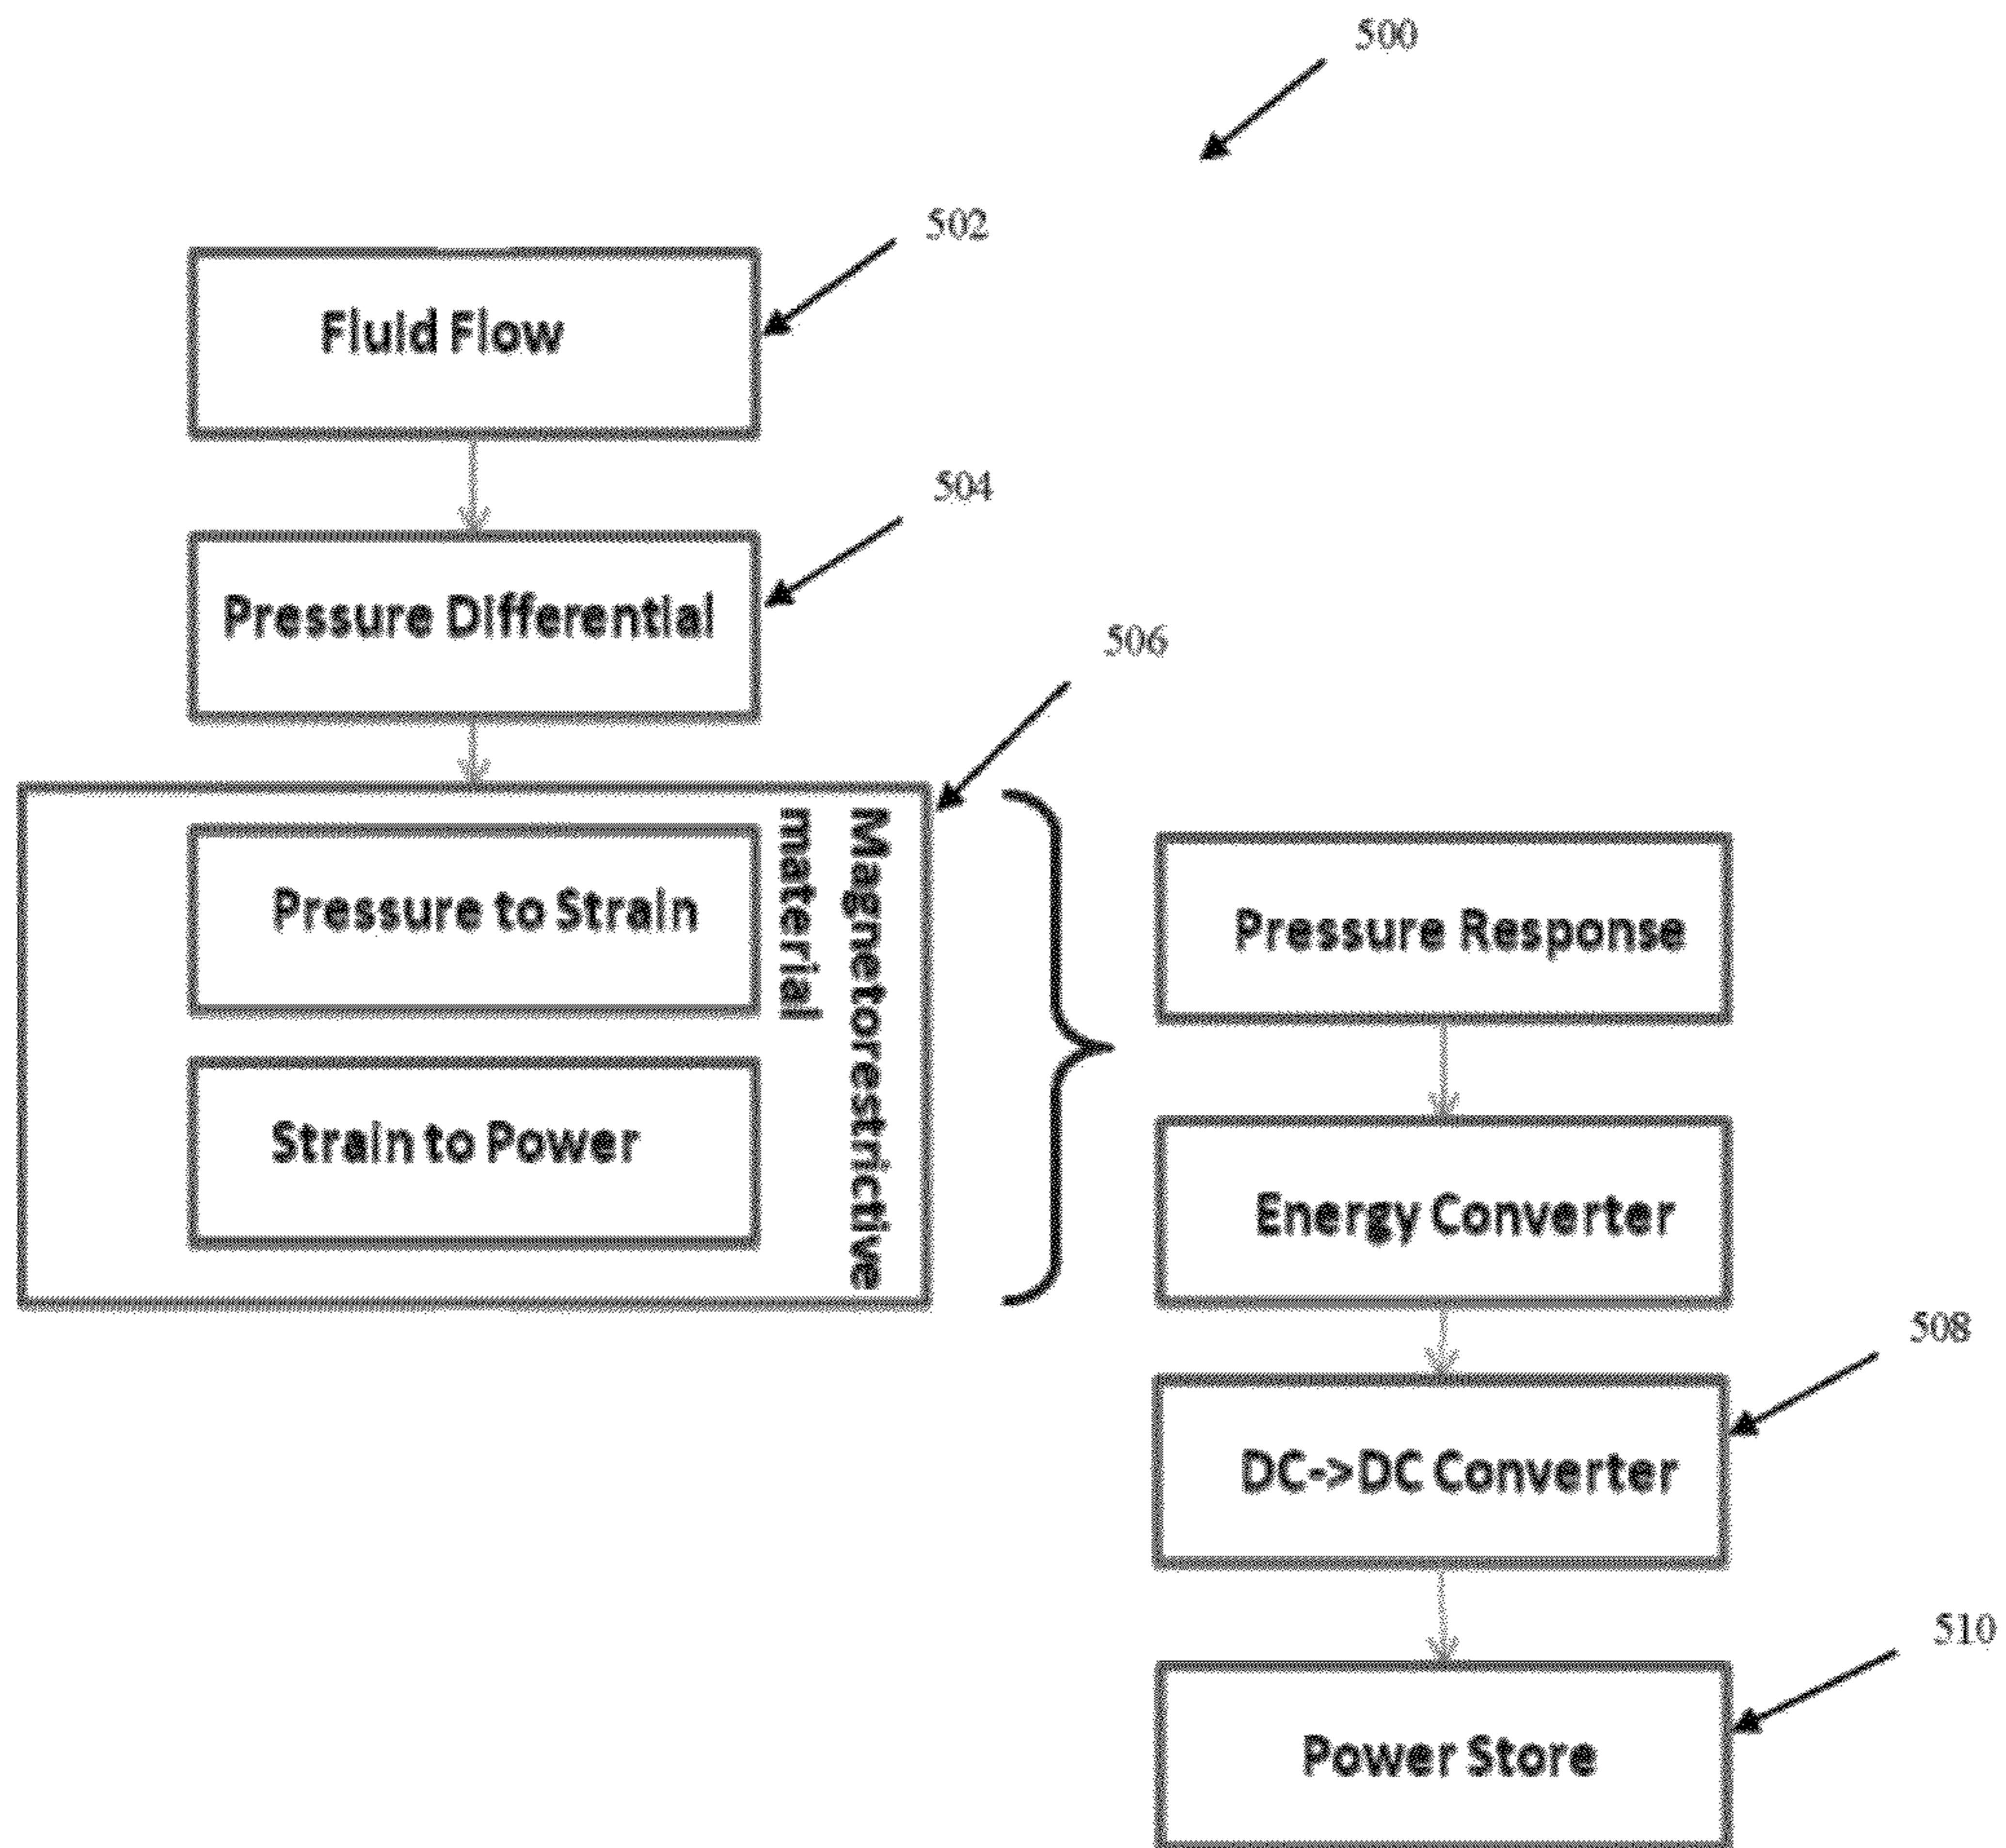 500
502
Fluid Flow
504
Pressure Differential
506
Magnetorestrictive
material
Pressure to Strain
Strain to Power
Pressure Response
Energy Converter
508
DC->DC Converter
510
Power Store